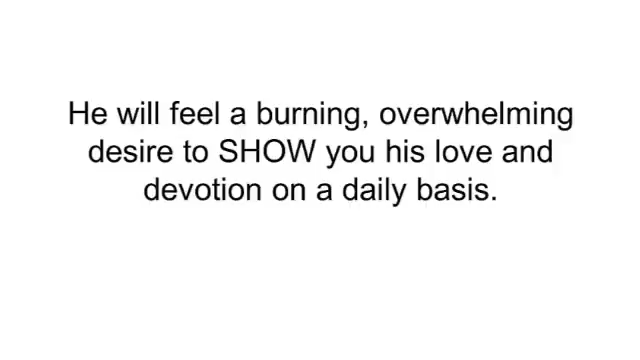 He will feel a burning, overwhelming
desire to SHOW you his love and
devotion on a daily basis.